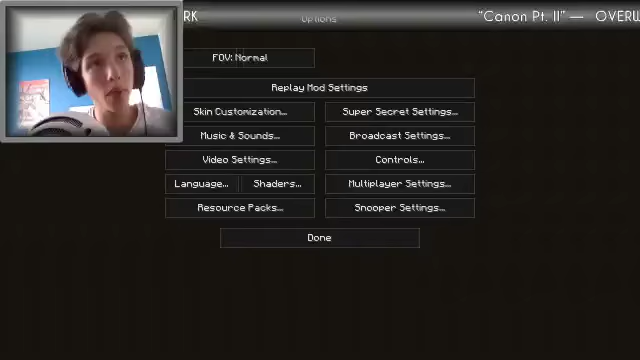 RK
"Canon Pt. II" — OVERW
Options
FOV: Normal
Replay Mod Settings
Skin Customization...
Super Secret Settings...
Music & Sounds...
Broadcast Settings...
Video Settings...
Controls...
Language...
Shaders...
Multiplayer Settings...
Resource Packs...
Snooper Settings...
Done